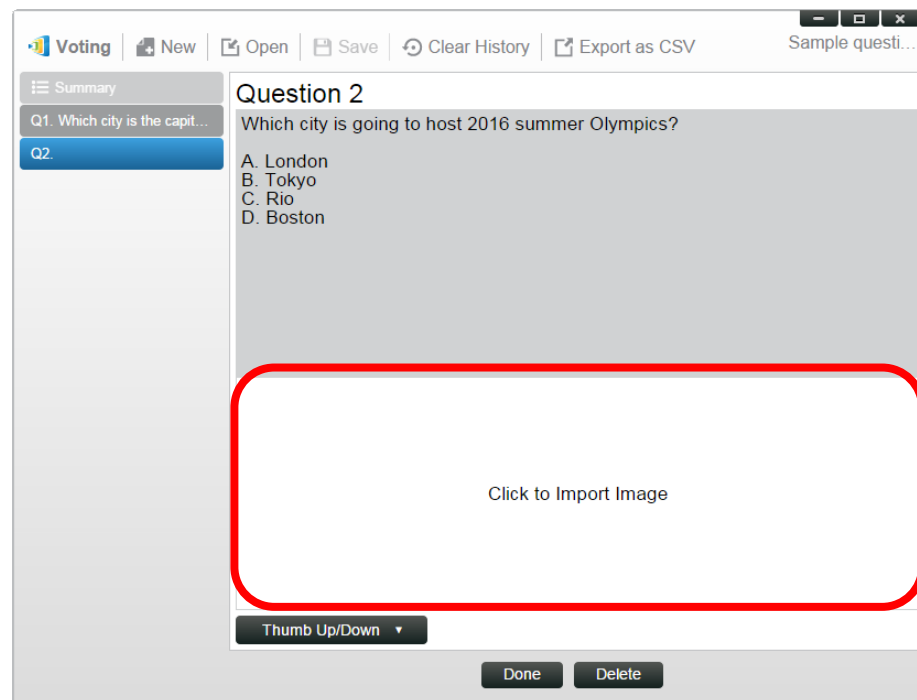 Voting New Open Save Clear History Export as CSV Sample questi...
Summary
Q1. Which city is the capit...
Q2.
Question 2
Which city is going to host 2016 summer Olympics?
A. London
B. Tokyo
C. Rio
D. Boston
Click to Import Image
Thumb Up/Down
Done Delete